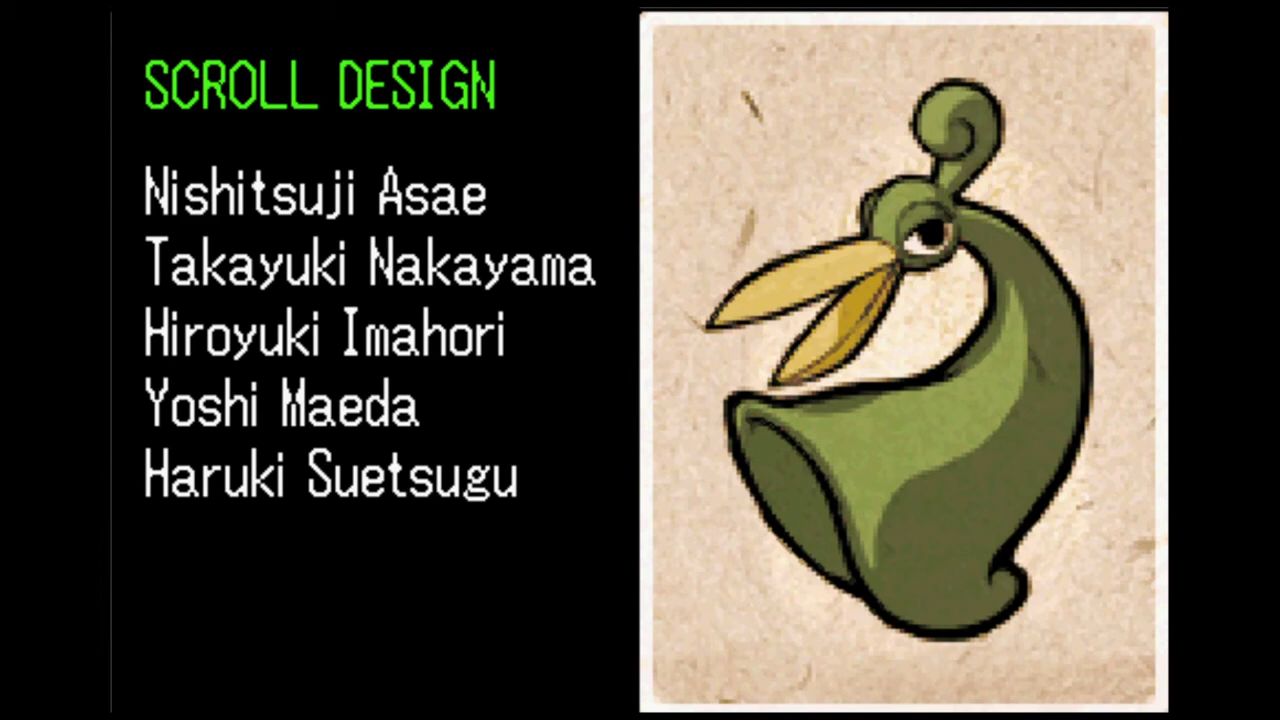 SCROLL DESIGN
Nishitsuji Asae
Takayuki Nakayama
Hiroyuki Imahori
Yoshi Maeda
Haruki Suetsugu